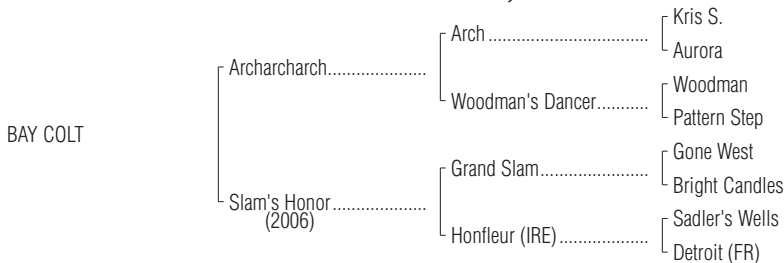 Kris S.
Arch
Aurora
Archarcharch
Woodman
Woodman's Dancer
Pattern Step
BAY COLT
Gone West
Grand Slam
Bright Candles
Slam's Honor
(2006)
Sadler's Wells
Honfleur (IRE)
Detroit (FR)